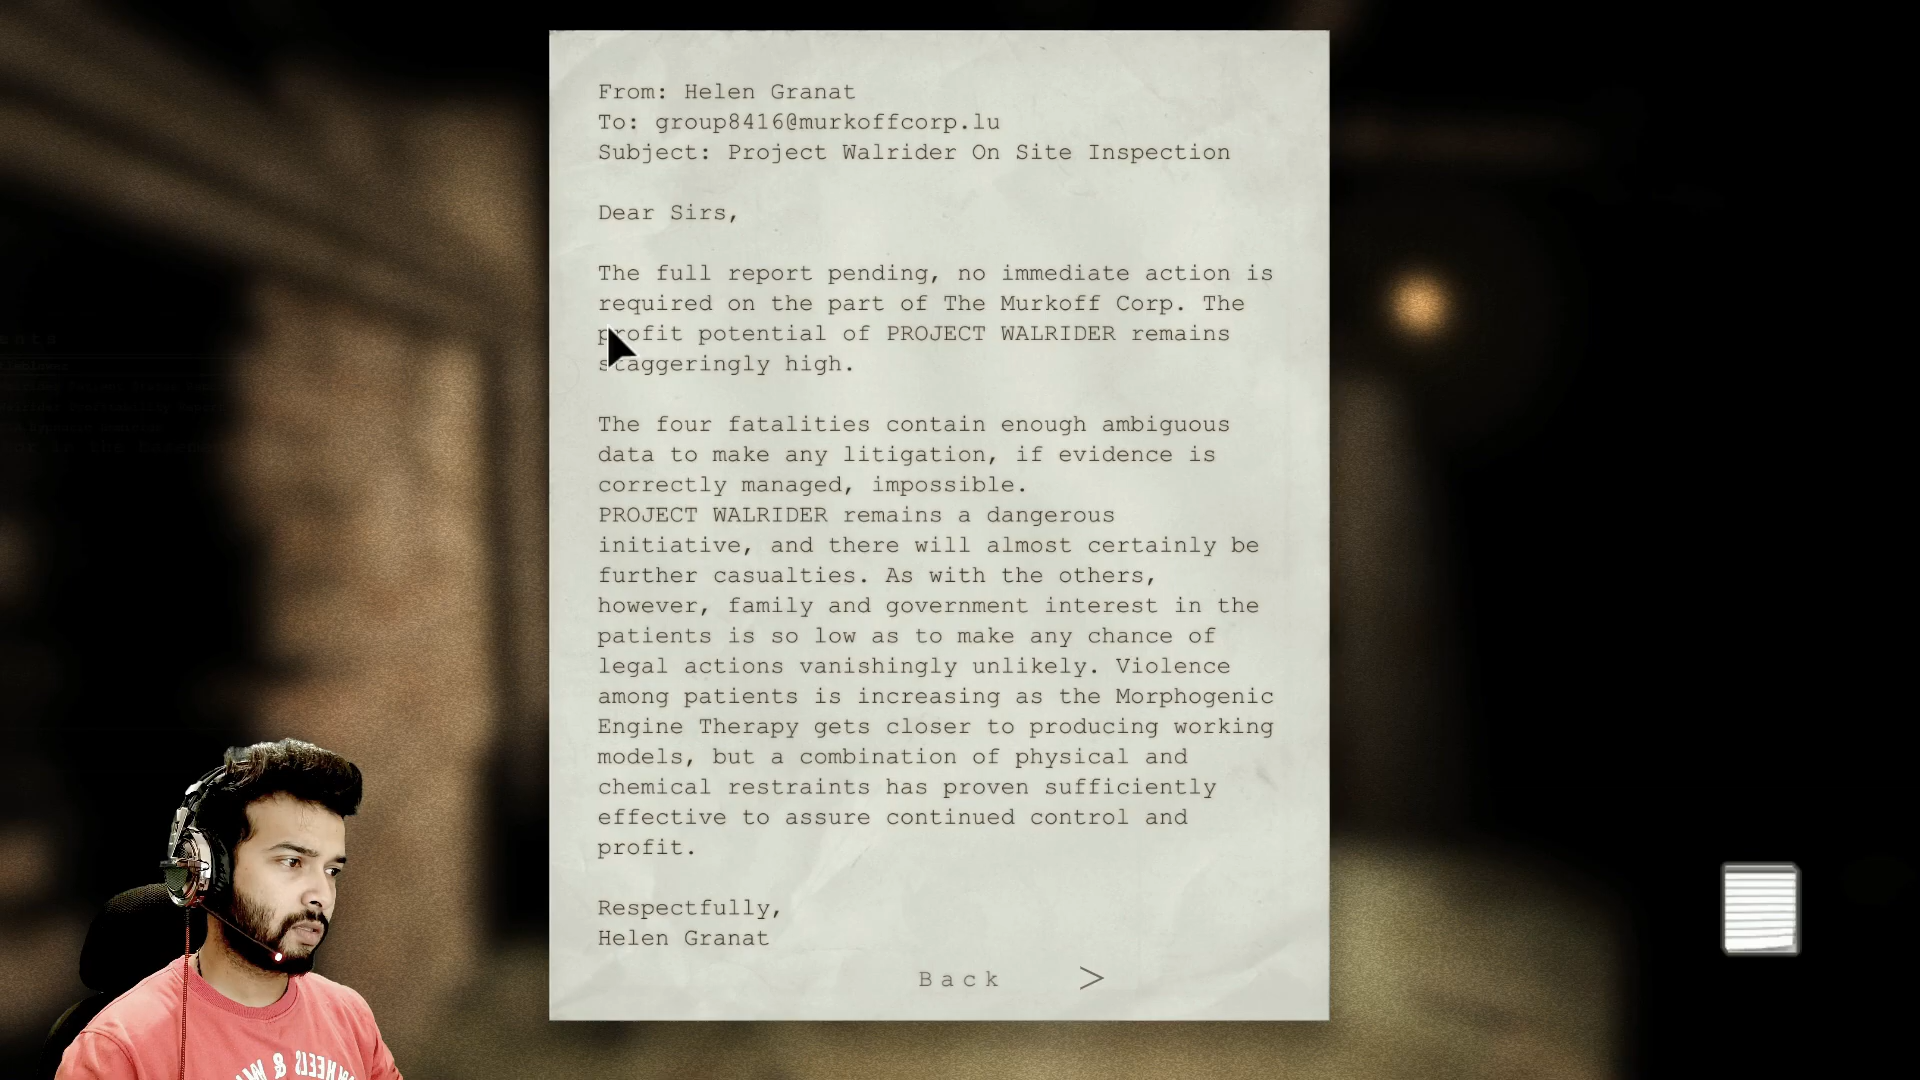 From: Helen Granat
To: group8416@murkoffcorp.lu
Subject: Project Walrider On Site Inspection
Dear Sirs,
The full report pending, no immediate action is
required on the part of The Murkoff Corp. The
profit potential of PROJECT WALRIDER remains
staggeringly high.
The four fatalities contain enough ambiguous
data to make any litigation, if evidence is
correctly managed, impossible.
PROJECT WALRIDER remains a dangerous
initiative, and there will almost certainly be
further casualties. As with the others,
however, family and government interest in the
patients is so low as to make any chance of
legal actions vanishingly unlikely. Violence
among patients is increasing as the Morphogenic
Engine Therapy gets closer to producing working
models, but a combination of physical and
chemical restraints has proven sufficiently
effective to assure continued control and
profit.
Respectfully,
Helen Granat
Back >